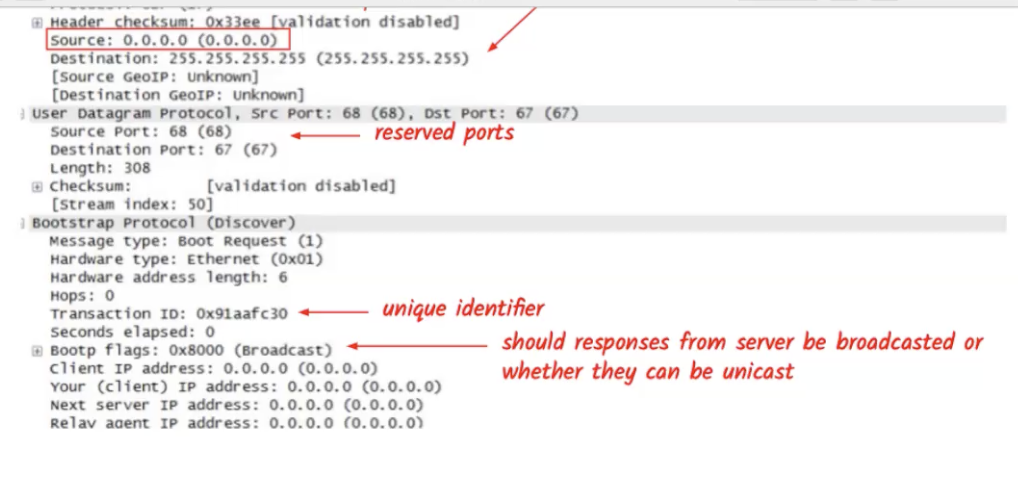 Header checksum: 0x33ee [validation disabled]
Source: 0.0.0.0 (0.0.0.0)
Destination: 255.255.255.255 (255.255.255.255)
[Source GeoIP: Unknown]
[Destination GeoIP: Unknown]
User Datagram Protocol, Src Port: 68 (68), Dst Port: 67 (67)
Source Port: 68 (68)
reserved ports
Destination Port: 67 (67)
Length: 308
Checksum: [validation disabled]
[Stream index: 50]
Bootstrap Protocol (Discover)
Message type: Boot Request (1)
Hardware type: Ethernet (0x01)
Hardware address length: 6
Hops: 0
Transaction ID: 0x91aafc30
unique identifier
Seconds elapsed: 0
Bootp flags: 0x8000 (Broadcast)
should responses from server be broadcasted or
whether they can be unicast
Client IP address: 0.0.0.0 (0.0.0.0)
Your (client) IP address: 0.0.0.0 (0.0.0.0)
Next server IP address: 0.0.0.0 (0.0.0.0)
Relay agent IP address: 0.0.0.0 (0.0.0.0)